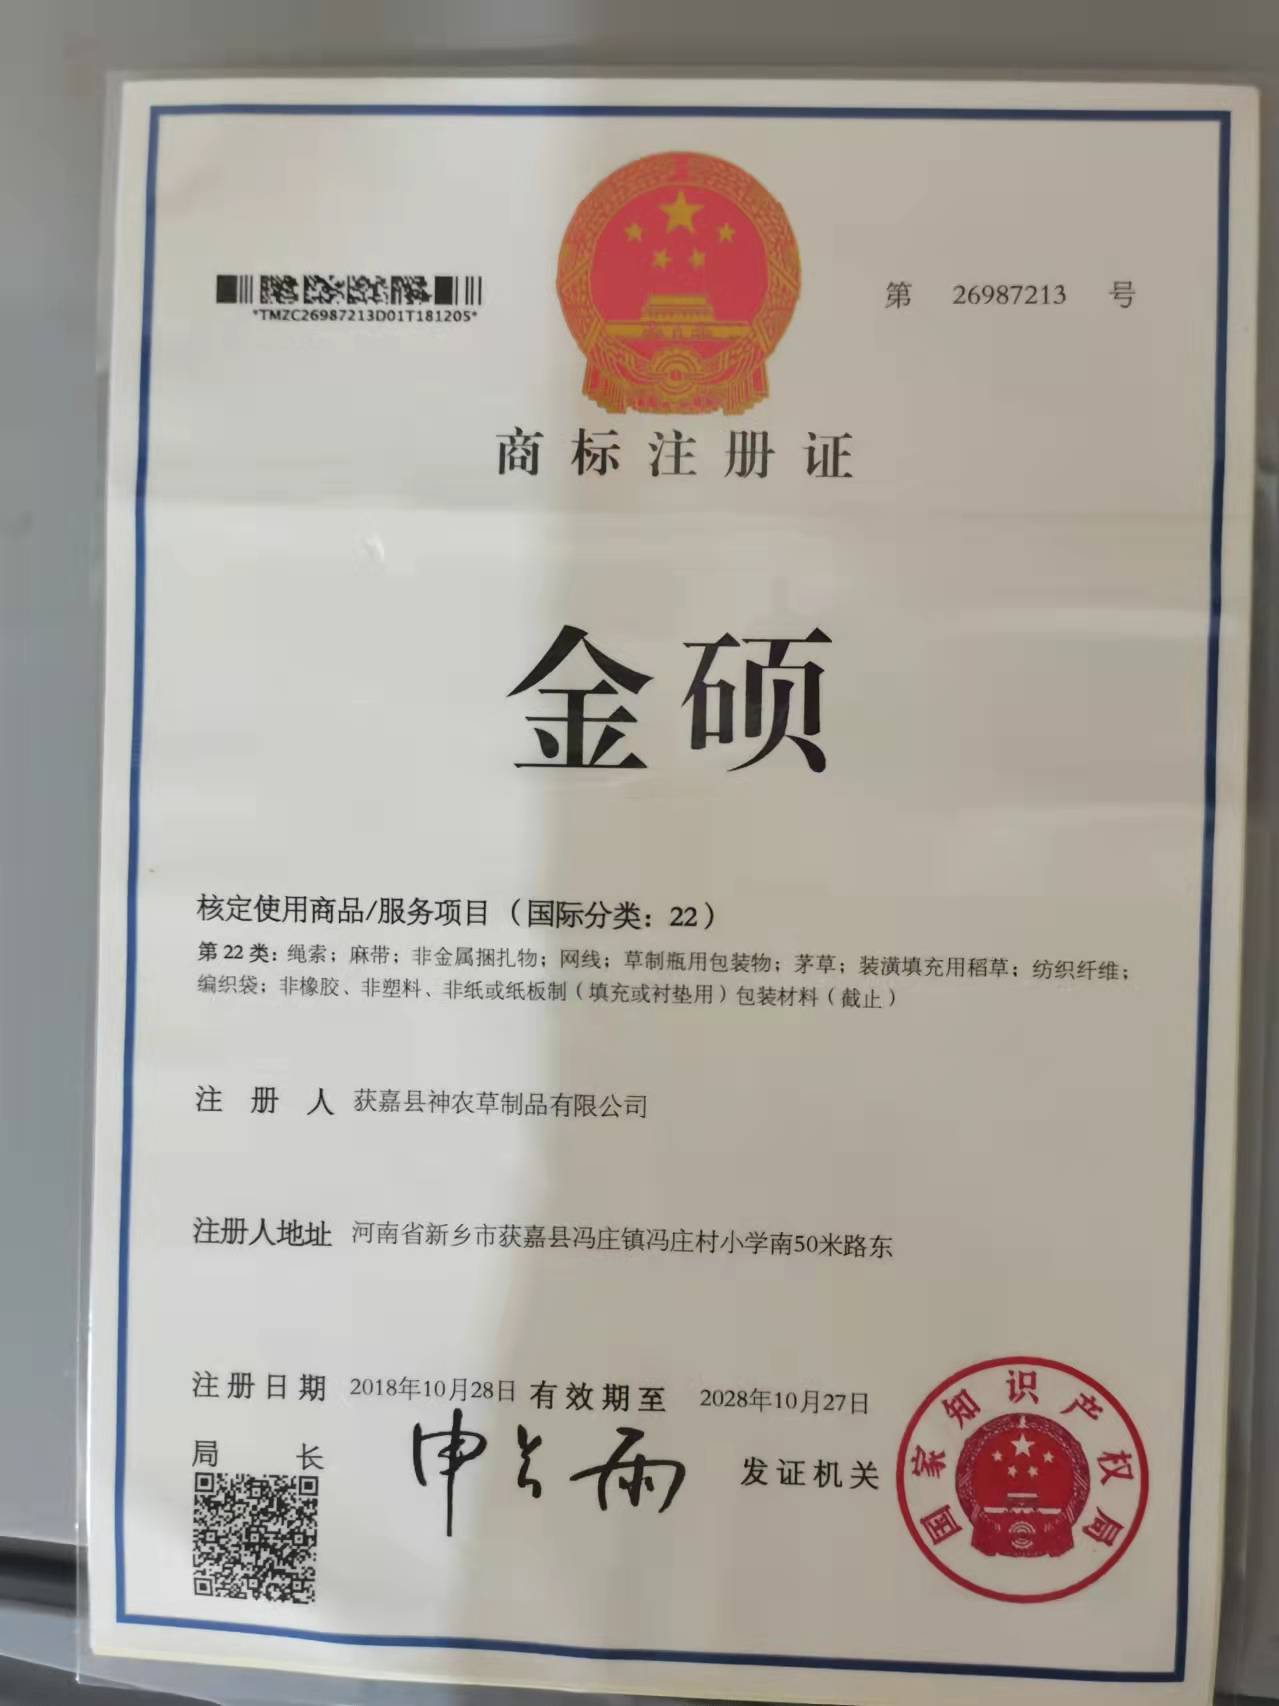 *TMZC26987213D01T181205*
第 26987213 号
商标注册证
金硕
核定使用商品/服务项目（国际分类：22）
第 22 类：绳索；麻带；非金属捆扎物；网线；草制瓶用包装物；茅草；装潢填充用稻草；纺织纤维；
编织袋；非橡胶、非塑料、非纸或纸板制（填充或衬垫用）包装材料（截止）
注册人 获嘉县神农草制品有限公司
注册人地址 河南省新乡市获嘉县冯庄镇冯庄村小学南50米路东
注册日期 2018年10月28日 有效期至 2028年10月27日
局长 申长雨 发证机关
国家知识产权局